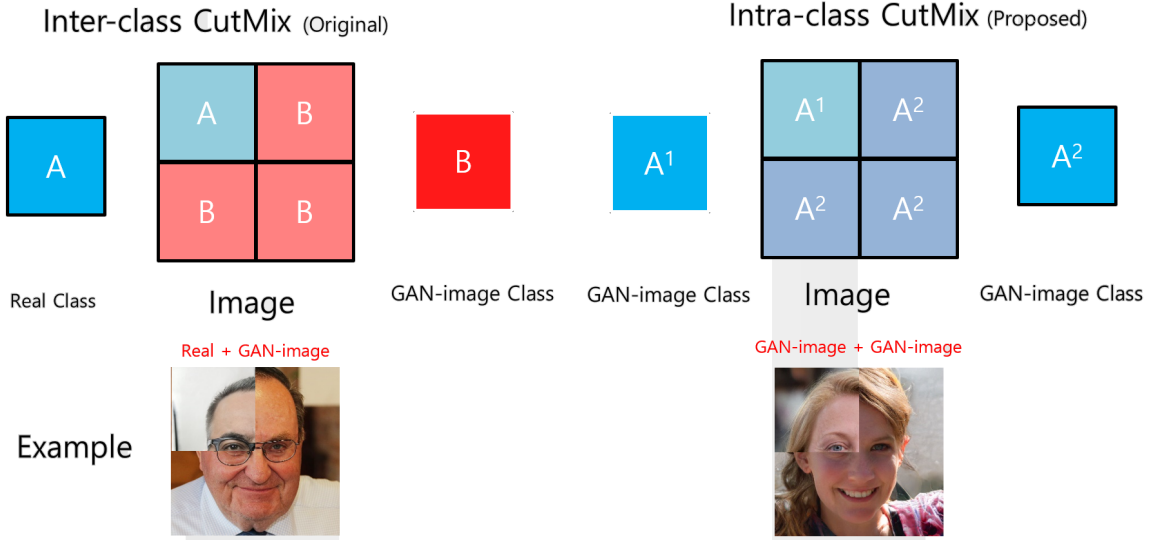 Inter-class CutMix (Original)
Intra-class CutMix (Proposed)
A
A B
B B
B
A¹
A¹ A²
A² A²
A²
Real Class
Image
GAN-image Class
GAN-image Class
Image
GAN-image Class
Real + GAN-image
GAN-image + GAN-image
Example